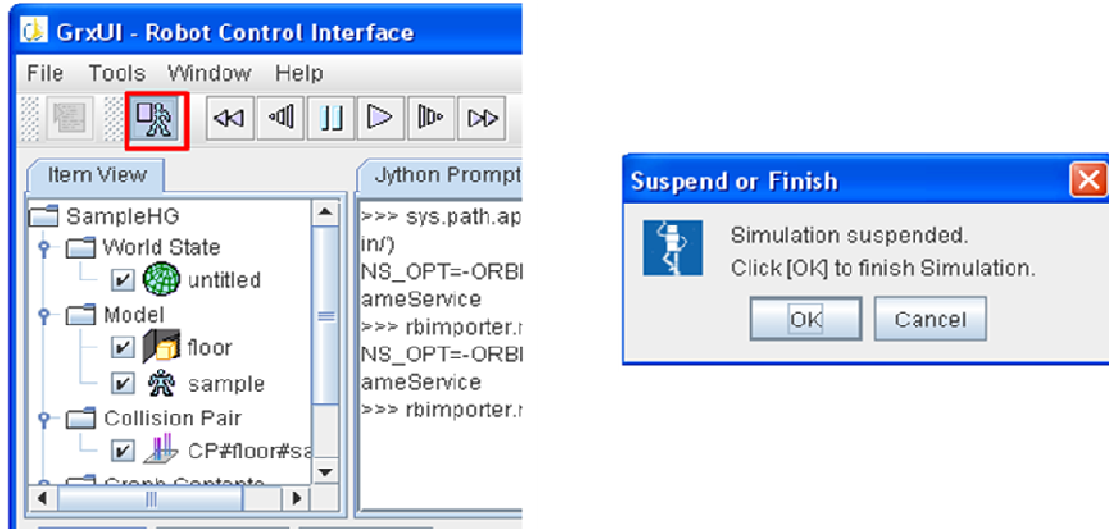 GrxUI - Robot Control Interface
File Tools Window Help
Item View
Jython Prompt
SampleHG
World State
untitled
Model
floor
sample
Collision Pair
CP#floor#sa
Graph Contents
>>> sys.path.ap
in/')
NS_OPT=-ORBI
ameService
>>> rbimporter.r
NS_OPT=-ORBI
ameService
>>> rbimporter.r
Suspend or Finish
Simulation suspended.
Click [OK] to finish Simulation.
OK
Cancel